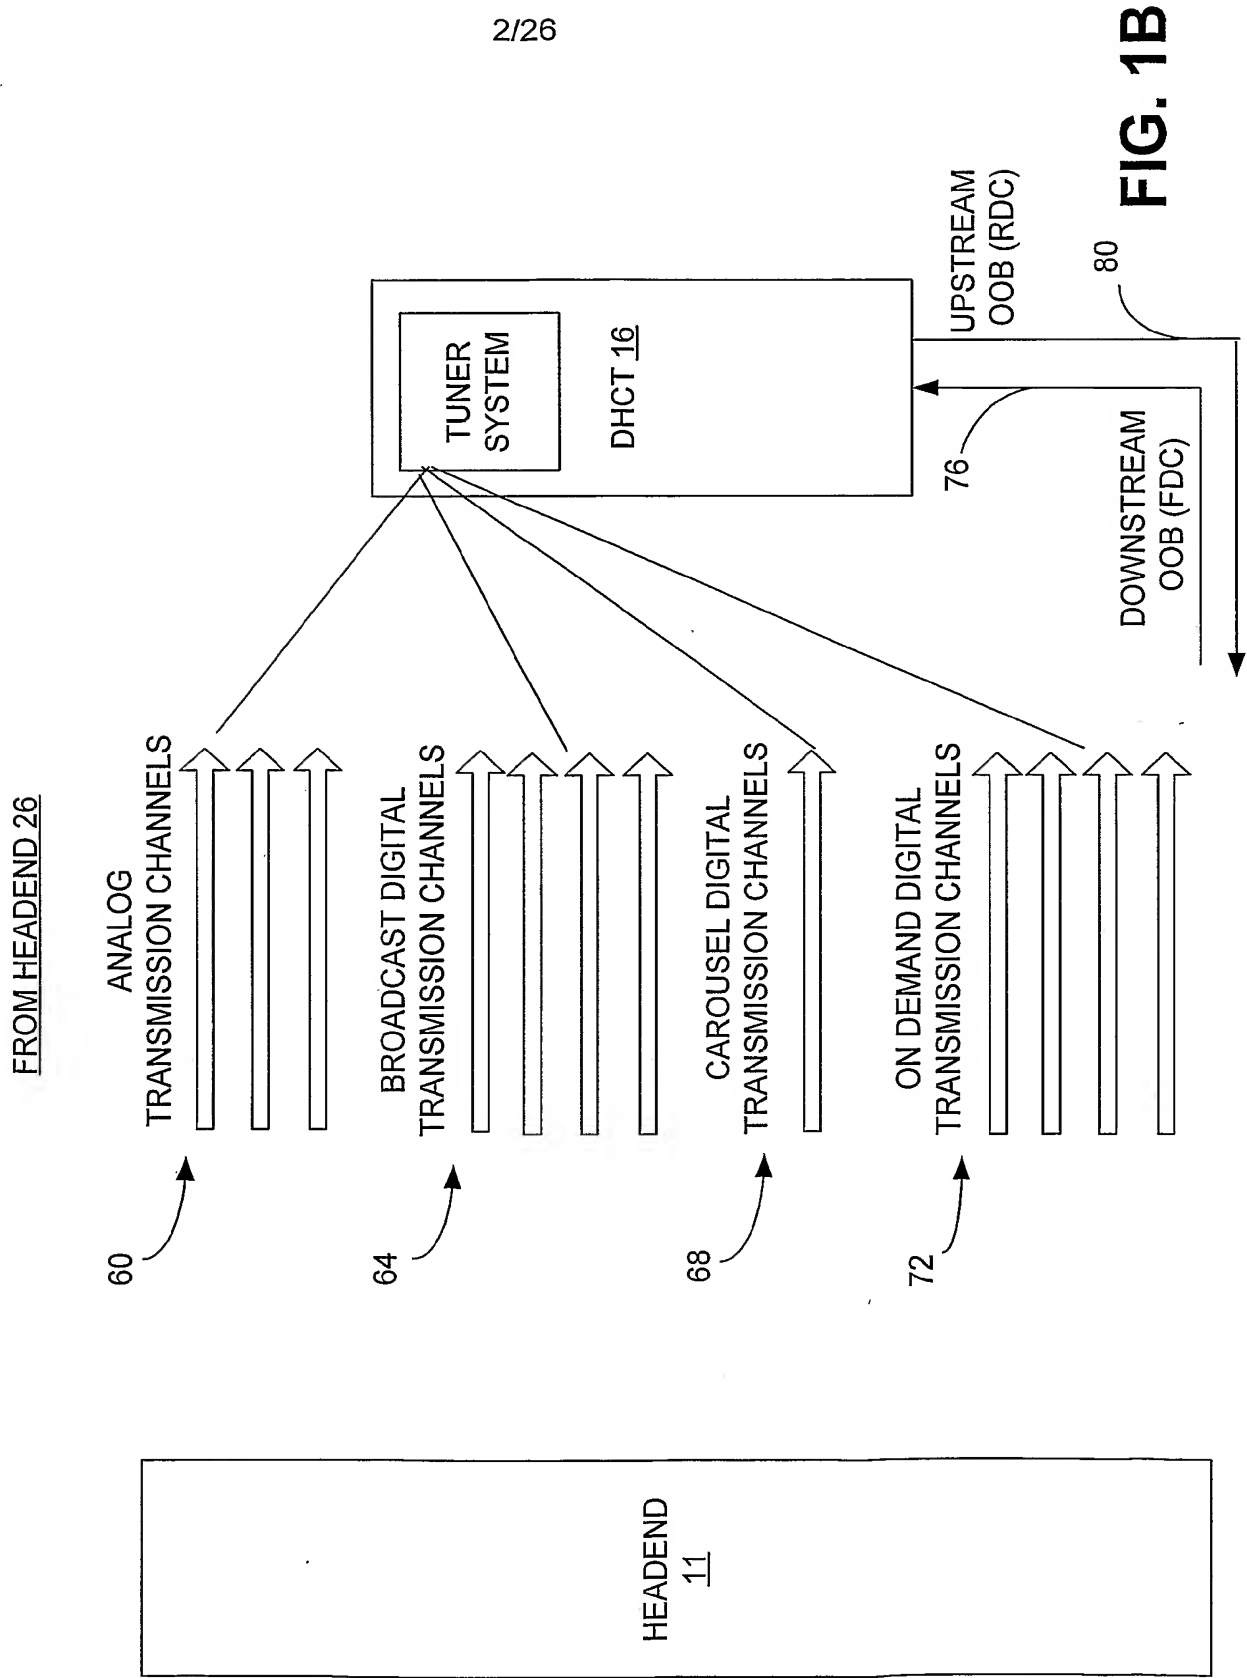 2/26
FROM HEADEND 26
ANALOG
TRANSMISSION CHANNELS
60
BROADCAST DIGITAL
TRANSMISSION CHANNELS
64
CAROUSEL DIGITAL
TRANSMISSION CHANNELS
68
ON DEMAND DIGITAL
TRANSMISSION CHANNELS
72
HEADEND
11
TUNER
SYSTEM
DHCT 16
UPSTREAM
OOB (RDC)
80
76
DOWNSTREAM
OOB (FDC)
FIG. 1B